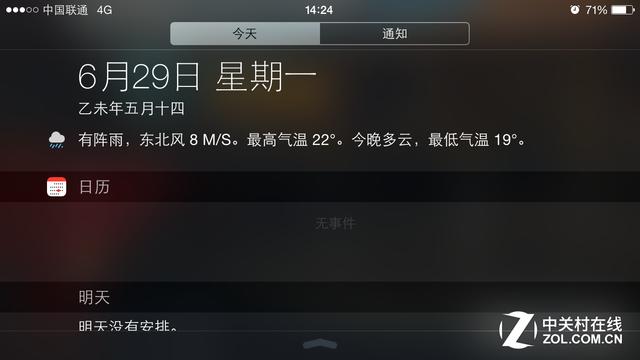 中国联通 4G 14:24 71%
今天 通知
6月29日 星期一
乙未年五月十四
有阵雨，东北风 8 M/S。最高气温 22°。今晚多云，最低气温 19°。
日历
无事件
明天
明天没有安排。
Z 中关村在线
ZOL.COM.CN